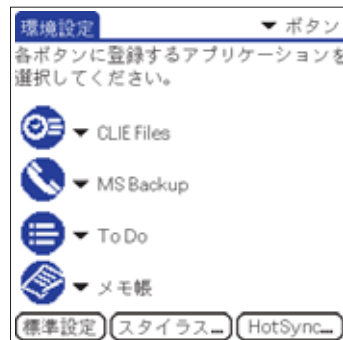 環境設定 ▼ ボタン
各ボタンに登録するアプリケーションを
選択してください。
▼ CLIE Files
▼ MS Backup
▼ To Do
▼ メモ帳
標準設定 スタイラス... HotSync...